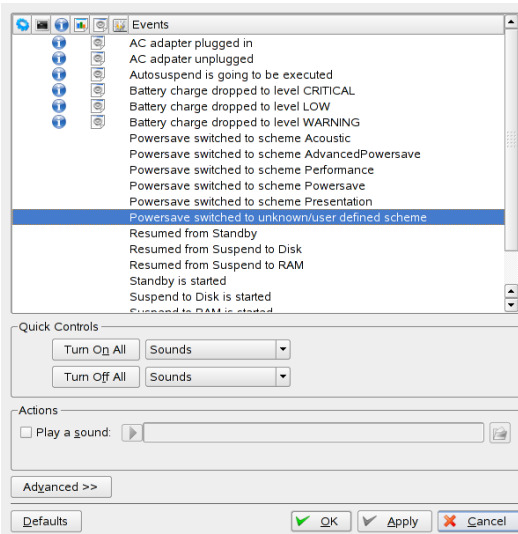 Events
AC adapter plugged in
AC adpater unplugged
Autosuspend is going to be executed
Battery charge dropped to level CRITICAL
Battery charge dropped to level LOW
Battery charge dropped to level WARNING
Powersave switched to scheme Acoustic
Powersave switched to scheme AdvancedPowersave
Powersave switched to scheme Performance
Powersave switched to scheme Powersave
Powersave switched to scheme Presentation
Powersave switched to unknown/user defined scheme
Resumed from Standby
Resumed from Suspend to Disk
Resumed from Suspend to RAM
Standby is started
Suspend to Disk is started
Suspend to RAM is started
Quick Controls
Turn On All Sounds
Turn Off All Sounds
Actions
Play a sound:
Advanced >>
Defaults OK Apply Cancel